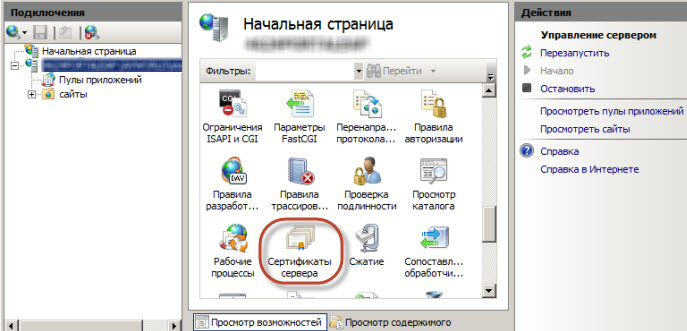 Подключения
Начальная страница
Пулы приложений
сайты
Начальная страница
Фильтры:
Перейти
Ограничения ISAPI и CGI
Параметры FastCGI
Перенапра... протокола...
Правила авторизации
Правила разработ...
Правила трассиров...
Проверка подлинности
Просмотр каталога
Рабочие процессы
Сертификаты сервера
Сжатие
Сопоставл... обработчи...
Просмотр возможностей
Просмотр содержимого
Действия
Управление сервером
Перезапустить
Начало
Остановить
Просмотреть пулы приложений
Просмотреть сайты
Справка
Справка в Интернете